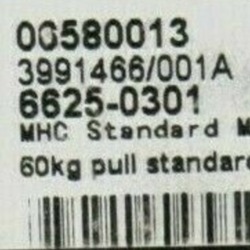 00580013
3991466/001A
6625-0301
MHC Standard M
60kg pull standard